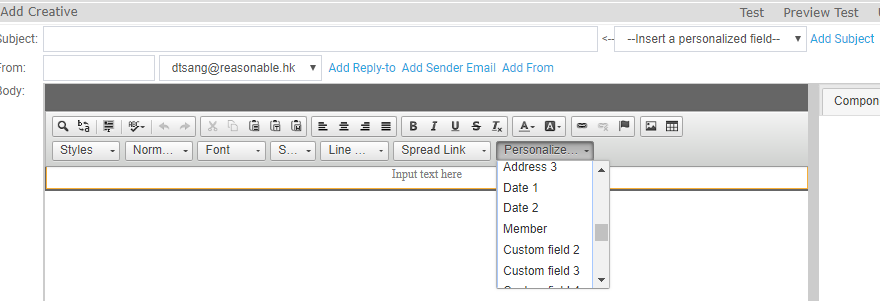 Add Creative Test Preview Test
Subject: <-- --Insert a personalized field-- Add Subject
From: dtsang@reasonable.hk Add Reply-to Add Sender Email Add From
Body:
Compon
B I U S Tx A A
Styles Norm... Font S... Line ... Spread Link Personalize...
Input text here
Address 3
Date 1
Date 2
Member
Custom field 2
Custom field 3